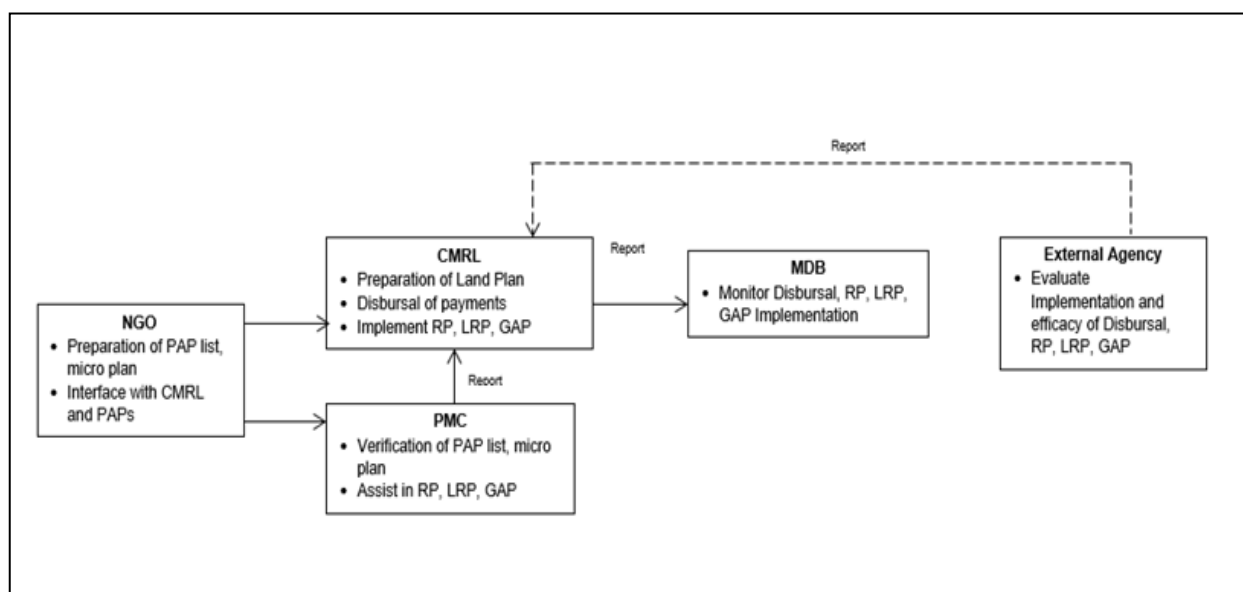 Report
CMRL
• Preparation of Land Plan
• Disbursal of payments
• Implement RP, LRP, GAP
Report
MDB
• Monitor Disbursal, RP, LRP,
GAP Implementation
External Agency
• Evaluate
Implementation and
efficacy of Disbursal,
RP, LRP, GAP
NGO
• Preparation of PAP list,
micro plan
• Interface with CMRL
and PAPs
Report
PMC
• Verification of PAP list, micro
plan
• Assist in RP, LRP, GAP